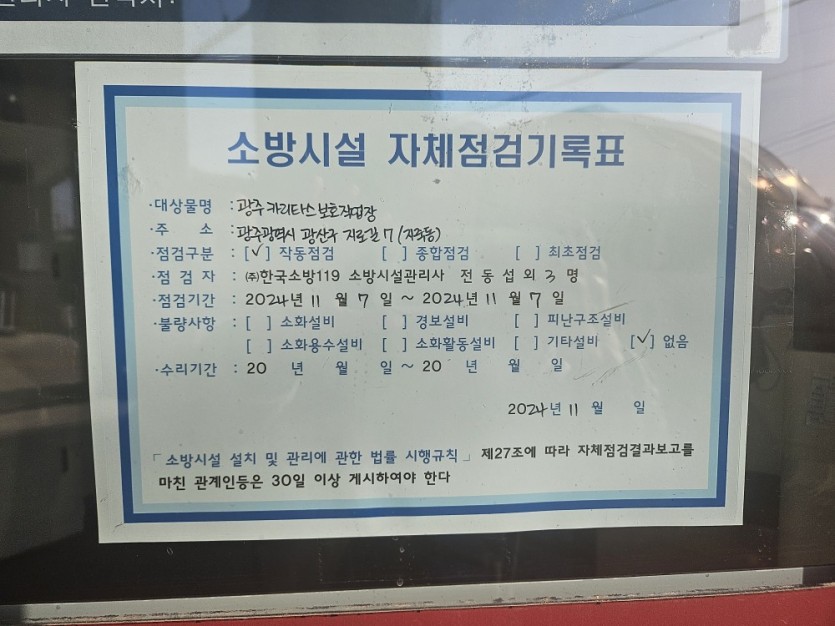 소방시설 자체점검기록표
·대상물명 : 광주 카리타스 보호작업장
·주 소 : 광주광역시 광산구 지로길 7 (자죽동)
·점검구분 : [✓] 작동점검 [ ] 종합점검 [ ] 최초점검
·점 검 자 : ㈜한국소방119 소방시설관리사 전 동 섭 외 3 명
·점검기간 : 2024년 11 월 7 일 ~ 2024년 11 월 7 일
·불량사항 : [ ] 소화설비 [ ] 경보설비 [ ] 피난구조설비
[ ] 소화용수설비 [ ] 소화활동설비 [ ] 기타설비 [✓] 없음
·수리기간 : 20 년 월 일 ~ 20 년 월 일
2024년 11 월 일
「소방시설 설치 및 관리에 관한 법률 시행규칙」 제27조에 따라 자체점검결과보고를
마친 관계인등은 30일 이상 게시하여야 한다